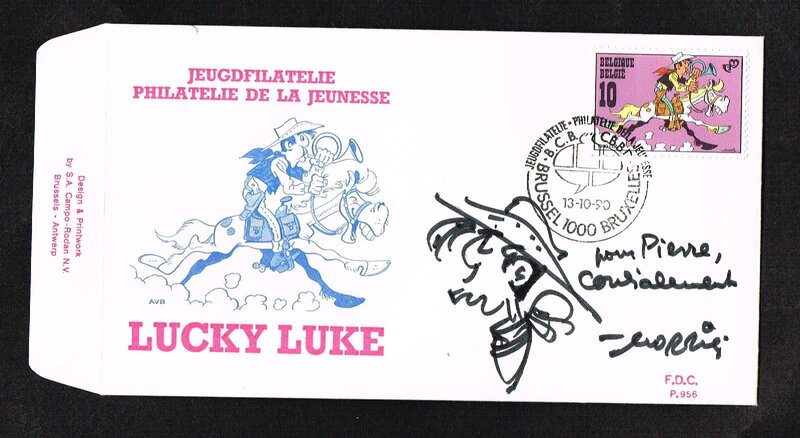 JEUGDFILATELIE
PHILATELIE DE LA JEUNESSE
BELGIQUE
BELGIË
10
JEUGDFILATELIE • PHILATELIE DE LA JEUNESSE
B.C.B.
C.B.B.D.
13-10-90
BRUSSEL 1000 BRUXELLES
Design & Printwork
by S.A. Campo-Rodan N.V.
Brussels - Antwerp
AVB
LUCKY LUKE
pour Pierre,
Cordialement
Morris
F.D.C.
P.956